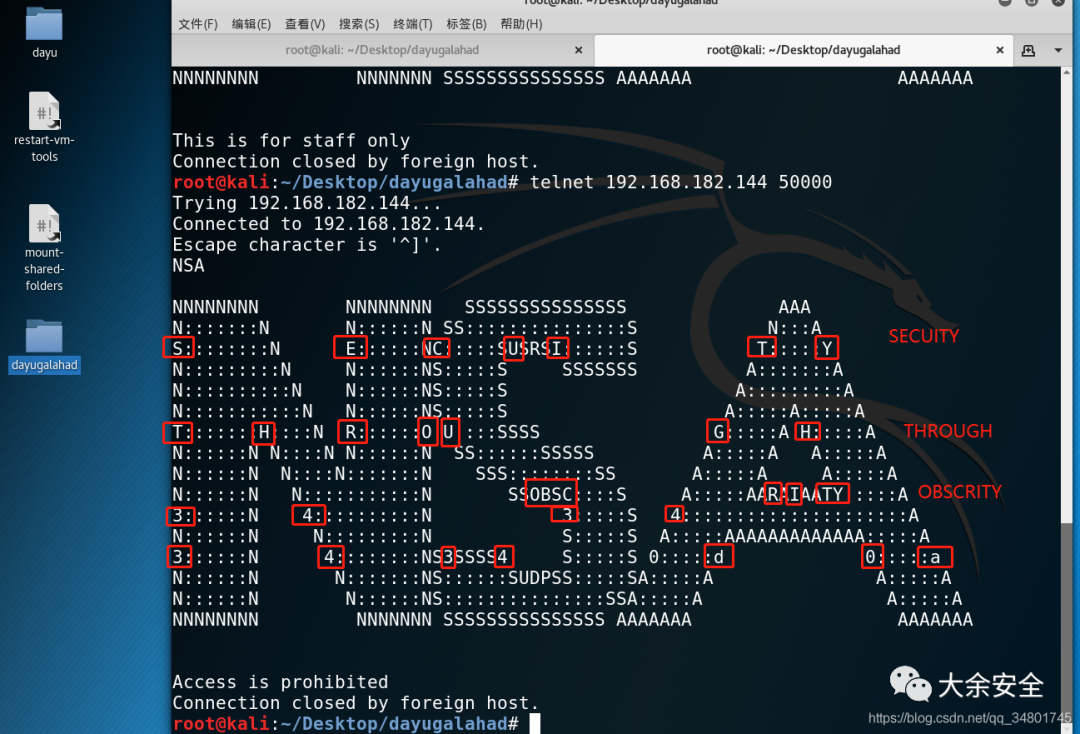 root@kali: ~/Desktop/dayugalahad
文件(F) 编辑(E) 查看(V) 搜索(S) 终端(T) 标签(B) 帮助(H)
root@kali: ~/Desktop/dayugalahad × root@kali: ~/Desktop/dayugalahad ×
dayu
#!
restart-vm-
tools
#!
mount-
shared-
folders
dayugalahad
NNNNNNNN         NNNNNNN SSSSSSSSSSSSSSS AAAAAAA                   AAAAAAA
This is for staff only
Connection closed by foreign host.
root@kali:~/Desktop/dayugalahad# telnet 192.168.182.144 50000
Trying 192.168.182.144...
Connected to 192.168.182.144.
Escape character is '^]'.
NSA
NNNNNNNN        NNNNNNNN   SSSSSSSSSSSSSSS              AAA
N:::::::N       N::::::N SS:::::::::::::::S            N:::A
S::::::::N      E::::::NC:::::SUSRSI::::::S           T:::::Y SECUITY
N:::::::::N     N::::::NS:::::S     SSSSSSS          A:::::::A
N::::::::::N    N::::::NS:::::S                     A:::::::::A
N:::::::::::N   N::::::NS:::::S                    A:::::A:::::A
T:::::::H::::N  R::::::OU::::SSSS                 G:::::A H:::::A THROUGH
N::::::N N::::N N::::::N  SS::::::SSSSS           A:::::A   A:::::A
N::::::N  N::::N:::::::N    SSS::::::::SS        A:::::A     A:::::A
N::::::N   N:::::::::::N       SSOBSC::::S     A:::::AARAIAATY:::::A OBSCRITY
3::::::N   4:::::::::::N            3:::::S   4:::::::::::::::::::::A
N::::::N     N:::::::::N            S:::::S  A:::::AAAAAAAAAAAAA:::::A
3::::::N      4::::::::NS3SSSS4     S:::::S 0:::::d             0:::::a
N::::::N       N:::::::NS::::::SUDPSS:::::SA:::::A               A:::::A
N::::::N        N::::::NS:::::::::::::::SSA:::::A                 A:::::A
NNNNNNNN         NNNNNNN SSSSSSSSSSSSSSS AAAAAAA                   AAAAAAA
Access is prohibited
Connection closed by foreign host.
root@kali:~/Desktop/dayugalahad#
大余安全
https://blog.csdn.net/qq_34801745